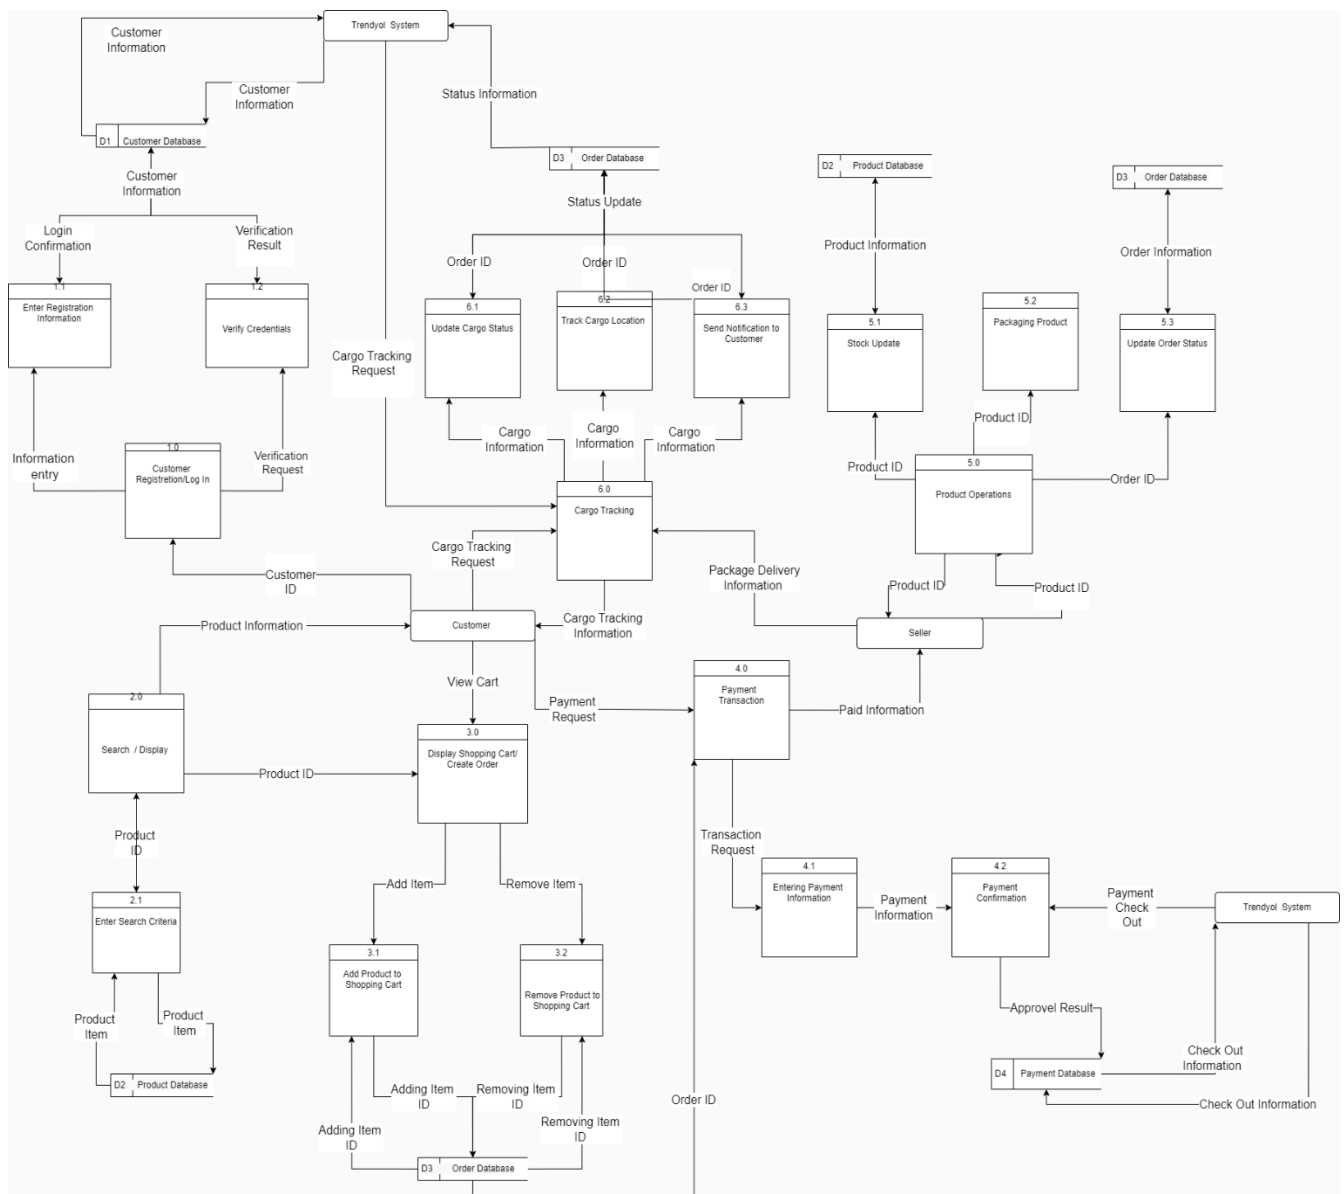 Trendyol System
Customer
Information
Customer
Information
Status Information
D1
Customer Database
D3
Order Database
D2
Product Database
D3
Order Database
Customer
Information
Status Update
Login
Confirmation
Verification
Result
Product Information
Order Information
Order ID
Order ID
Order ID
1.1
Enter Registration
Information
1.2
Verify Credentials
6.1
Update Cargo Status
6.2
Track Cargo Location
6.3
Send Notification to
Customer
5.1
Stock Update
5.2
Packaging Product
5.3
Update Order Status
Cargo Tracking
Request
Cargo
Information
Cargo
Information
Cargo
Information
Product ID
Information
entry
1.0
Customer
Registretion/Log In
Verification
Request
Product ID
5.0
Product Operations
Order ID
6.0
Cargo Tracking
Cargo Tracking
Request
Customer
ID
Package Delivery
Information
Product ID
Product ID
Product Information
Customer
Cargo Tracking
Information
Seller
View Cart
Payment
Request
4.0
Payment
Transaction
Paid Information
2.0
Search / Display
3.0
Display Shopping Cart/
Create Order
Product ID
Product
ID
Transaction
Request
Add Item
Remove Item
2.1
Enter Search Criteria
4.1
Entering Payment
Information
Payment
Information
4.2
Payment
Confirmation
Payment
Check
Out
Trendyol System
3.1
Add Product to
Shopping Cart
3.2
Remove Product to
Shopping Cart
Product
Item
Product
Item
Approvel Result
D2
Product Database
D4
Payment Database
Check Out
Information
Check Out Information
Adding Item
ID
Removing Item
ID
Order ID
Adding Item
ID
Removing Item
ID
D3
Order Database